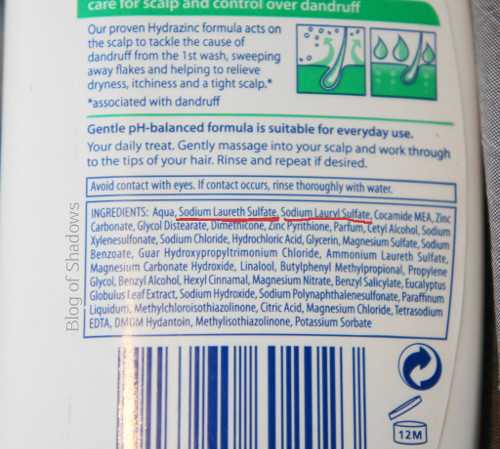 care for scalp and control over dandruff
Our proven Hydrazinc formula acts on
the scalp to tackle the cause of
dandruff from the 1st wash, sweeping
away flakes and helping to relieve
dryness, itchiness and a tight scalp.*
*associated with dandruff
Gentle pH-balanced formula is suitable for everyday use.
Your daily treat. Gently massage into your scalp and work through
to the tips of your hair. Rinse and repeat if desired.
Avoid contact with eyes. If contact occurs, rinse thoroughly with water.
INGREDIENTS: Aqua, Sodium Laureth Sulfate, Sodium Lauryl Sulfate, Cocamide MEA, Zinc
Carbonate, Glycol Distearate, Dimethicone, Zinc Pyrithione, Parfum, Cetyl Alcohol, Sodium
Xylenesulfonate, Sodium Chloride, Hydrochloric Acid, Glycerin, Magnesium Sulfate, Sodium
Benzoate, Guar Hydroxypropyltrimonium Chloride, Ammonium Laureth Sulfate,
Magnesium Carbonate Hydroxide, Linalool, Butylphenyl Methylpropional, Propylene
Glycol, Benzyl Alcohol, Hexyl Cinnamal, Magnesium Nitrate, Benzyl Salicylate, Eucalyptus
Globulus Leaf Extract, Sodium Hydroxide, Sodium Polynaphthalenesulfonate, Paraffinum
Liquidum, Methylchloroisothiazolinone, Citric Acid, Magnesium Chloride, Tetrasodium
EDTA, DMDM Hydantoin, Methylisothiazolinone, Potassium Sorbate
12M
Blog of Shadows